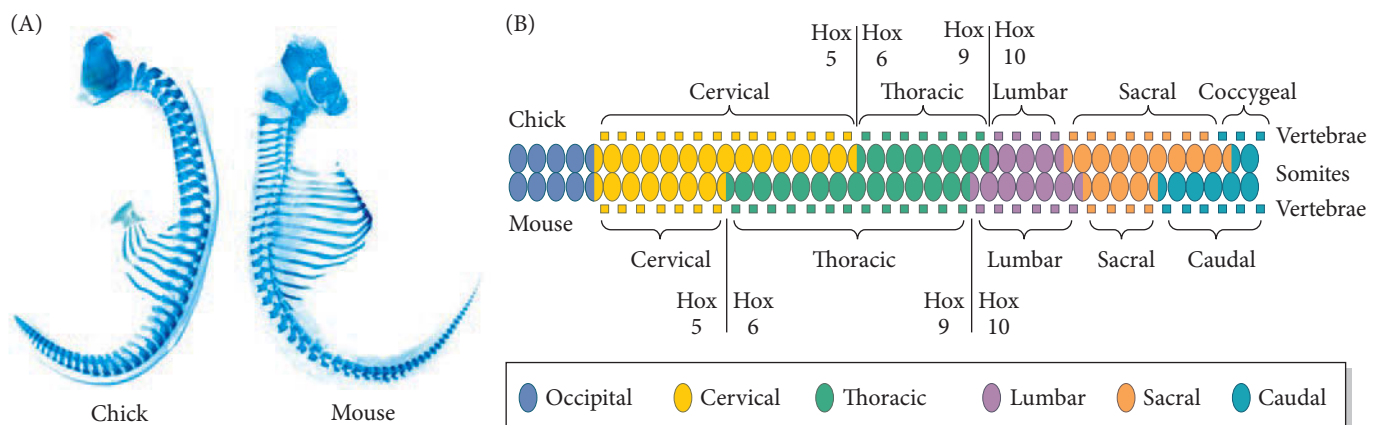 (A)
Chick
Mouse
(B)
Hox Hox Hox Hox
5 6 9 10
Cervical Thoracic Lumbar Sacral Coccygeal
Chick
Vertebrae
Somites
Mouse
Vertebrae
Cervical Thoracic Lumbar Sacral Caudal
Hox Hox Hox Hox
5 6 9 10
Occipital Cervical Thoracic Lumbar Sacral Caudal